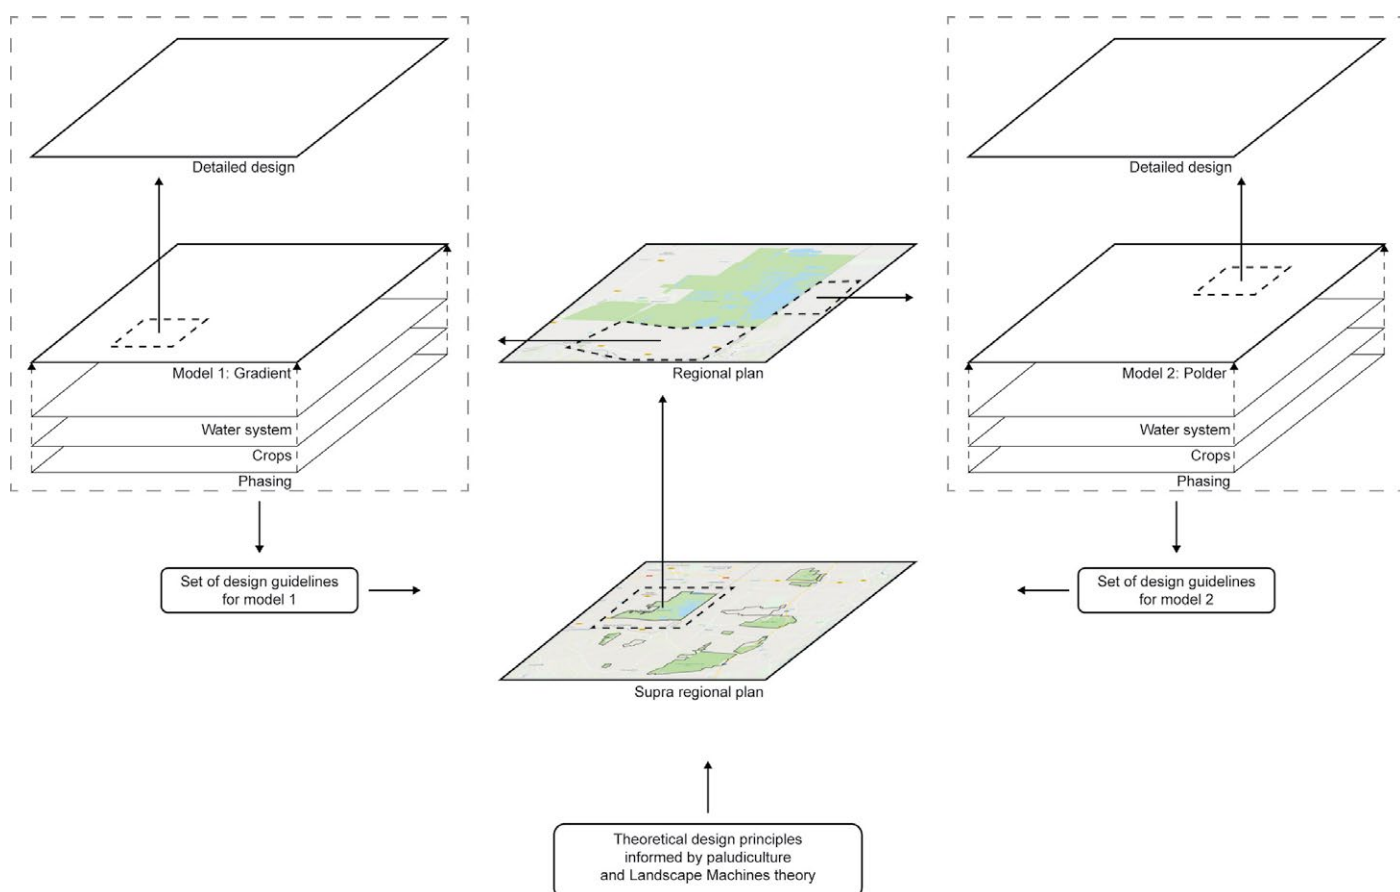 Detailed design
Model 1: Gradient
Water system
Crops
Phasing
Set of design guidelines
for model 1
Regional plan
Supra regional plan
Theoretical design principles
informed by paludiculture
and Landscape Machines theory
Detailed design
Model 2: Polder
Water system
Crops
Phasing
Set of design guidelines
for model 2